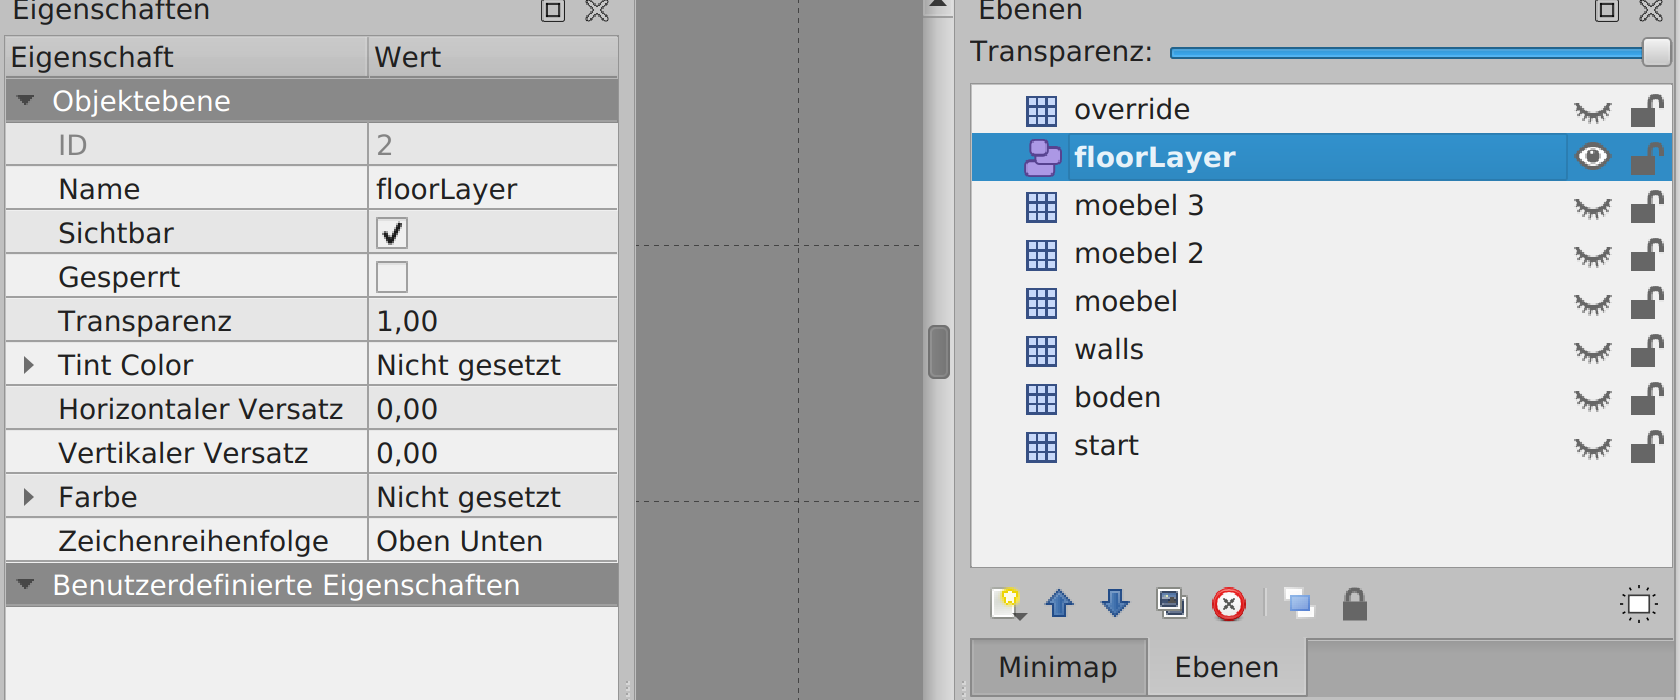 Eigenschaften
Eigenschaft Wert
Objektebene
ID 2
Name floorLayer
Sichtbar
Gesperrt
Transparenz 1,00
Tint Color Nicht gesetzt
Horizontaler Versatz 0,00
Vertikaler Versatz 0,00
Farbe Nicht gesetzt
Zeichenreihenfolge Oben Unten
Benutzerdefinierte Eigenschaften
Ebenen
Transparenz:
override
floorLayer
moebel 3
moebel 2
moebel
walls
boden
start
Minimap Ebenen